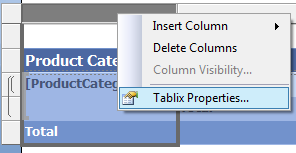 Insert Column
Delete Columns
Column Visibility...
Product Cate
[ProductCateg
Tablix Properties...
Total